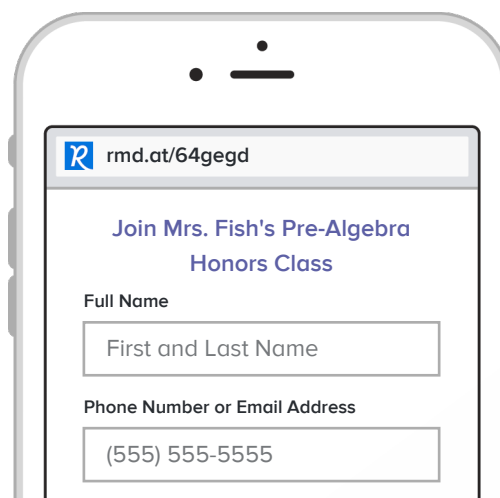 rmd.at/64gegd
Join Mrs. Fish's Pre-Algebra
Honors Class
Full Name
First and Last Name
Phone Number or Email Address
(555) 555-5555